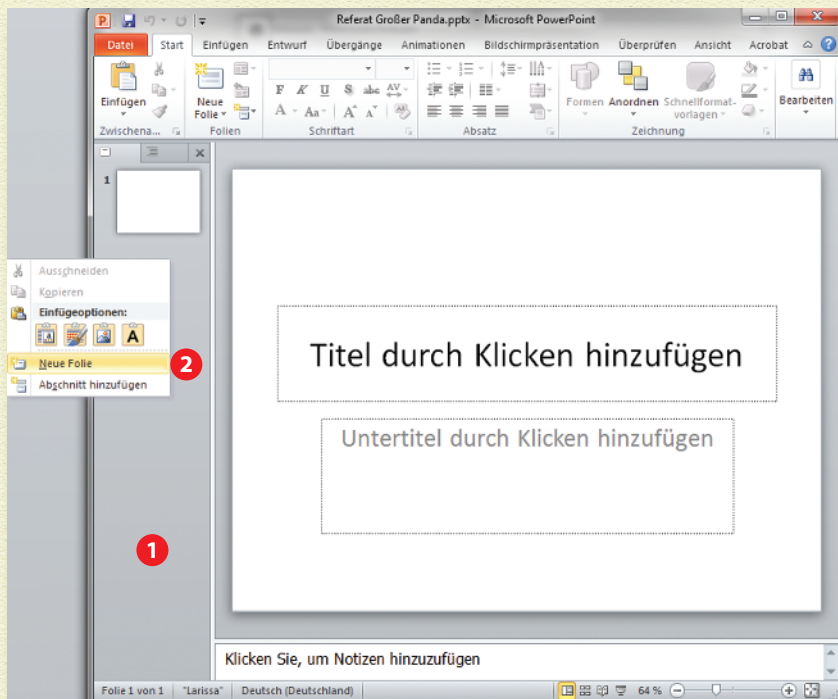 Referat Großer Panda.pptx - Microsoft PowerPoint
Datei Start Einfügen Entwurf Übergänge Animationen Bildschirmpräsentation Überprüfen Ansicht Acrobat
Einfügen
Neue
Folie
F K U S abc AV
A Aa A A
Formen Anordnen Schnellformat-
vorlagen
Bearbeiten
Zwischena... Folien Schriftart Absatz Zeichnung
1
Ausschneiden
Kopieren
Einfügeoptionen:
A
Neue Folie
2
Abschnitt hinzufügen
1
Titel durch Klicken hinzufügen
Untertitel durch Klicken hinzufügen
Klicken Sie, um Notizen hinzuzufügen
Folie 1 von 1 "Larissa" Deutsch (Deutschland) 64 %